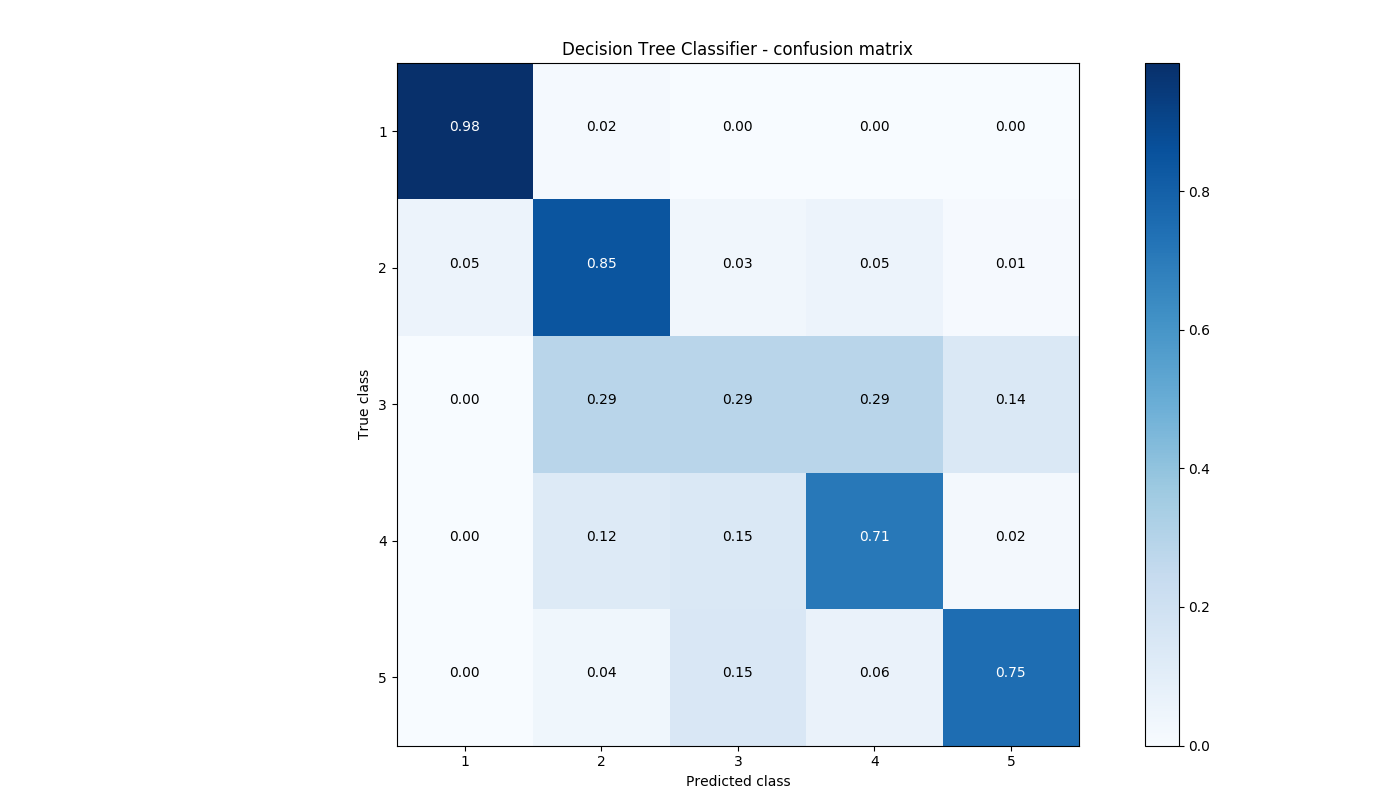 Decision Tree Classifier - confusion matrix
1 0.98 0.02 0.00 0.00 0.00
2 0.05 0.85 0.03 0.05 0.01
3 0.00 0.29 0.29 0.29 0.14
4 0.00 0.12 0.15 0.71 0.02
5 0.00 0.04 0.15 0.06 0.75
1 2 3 4 5
True class
Predicted class
0.8
0.6
0.4
0.2
0.0